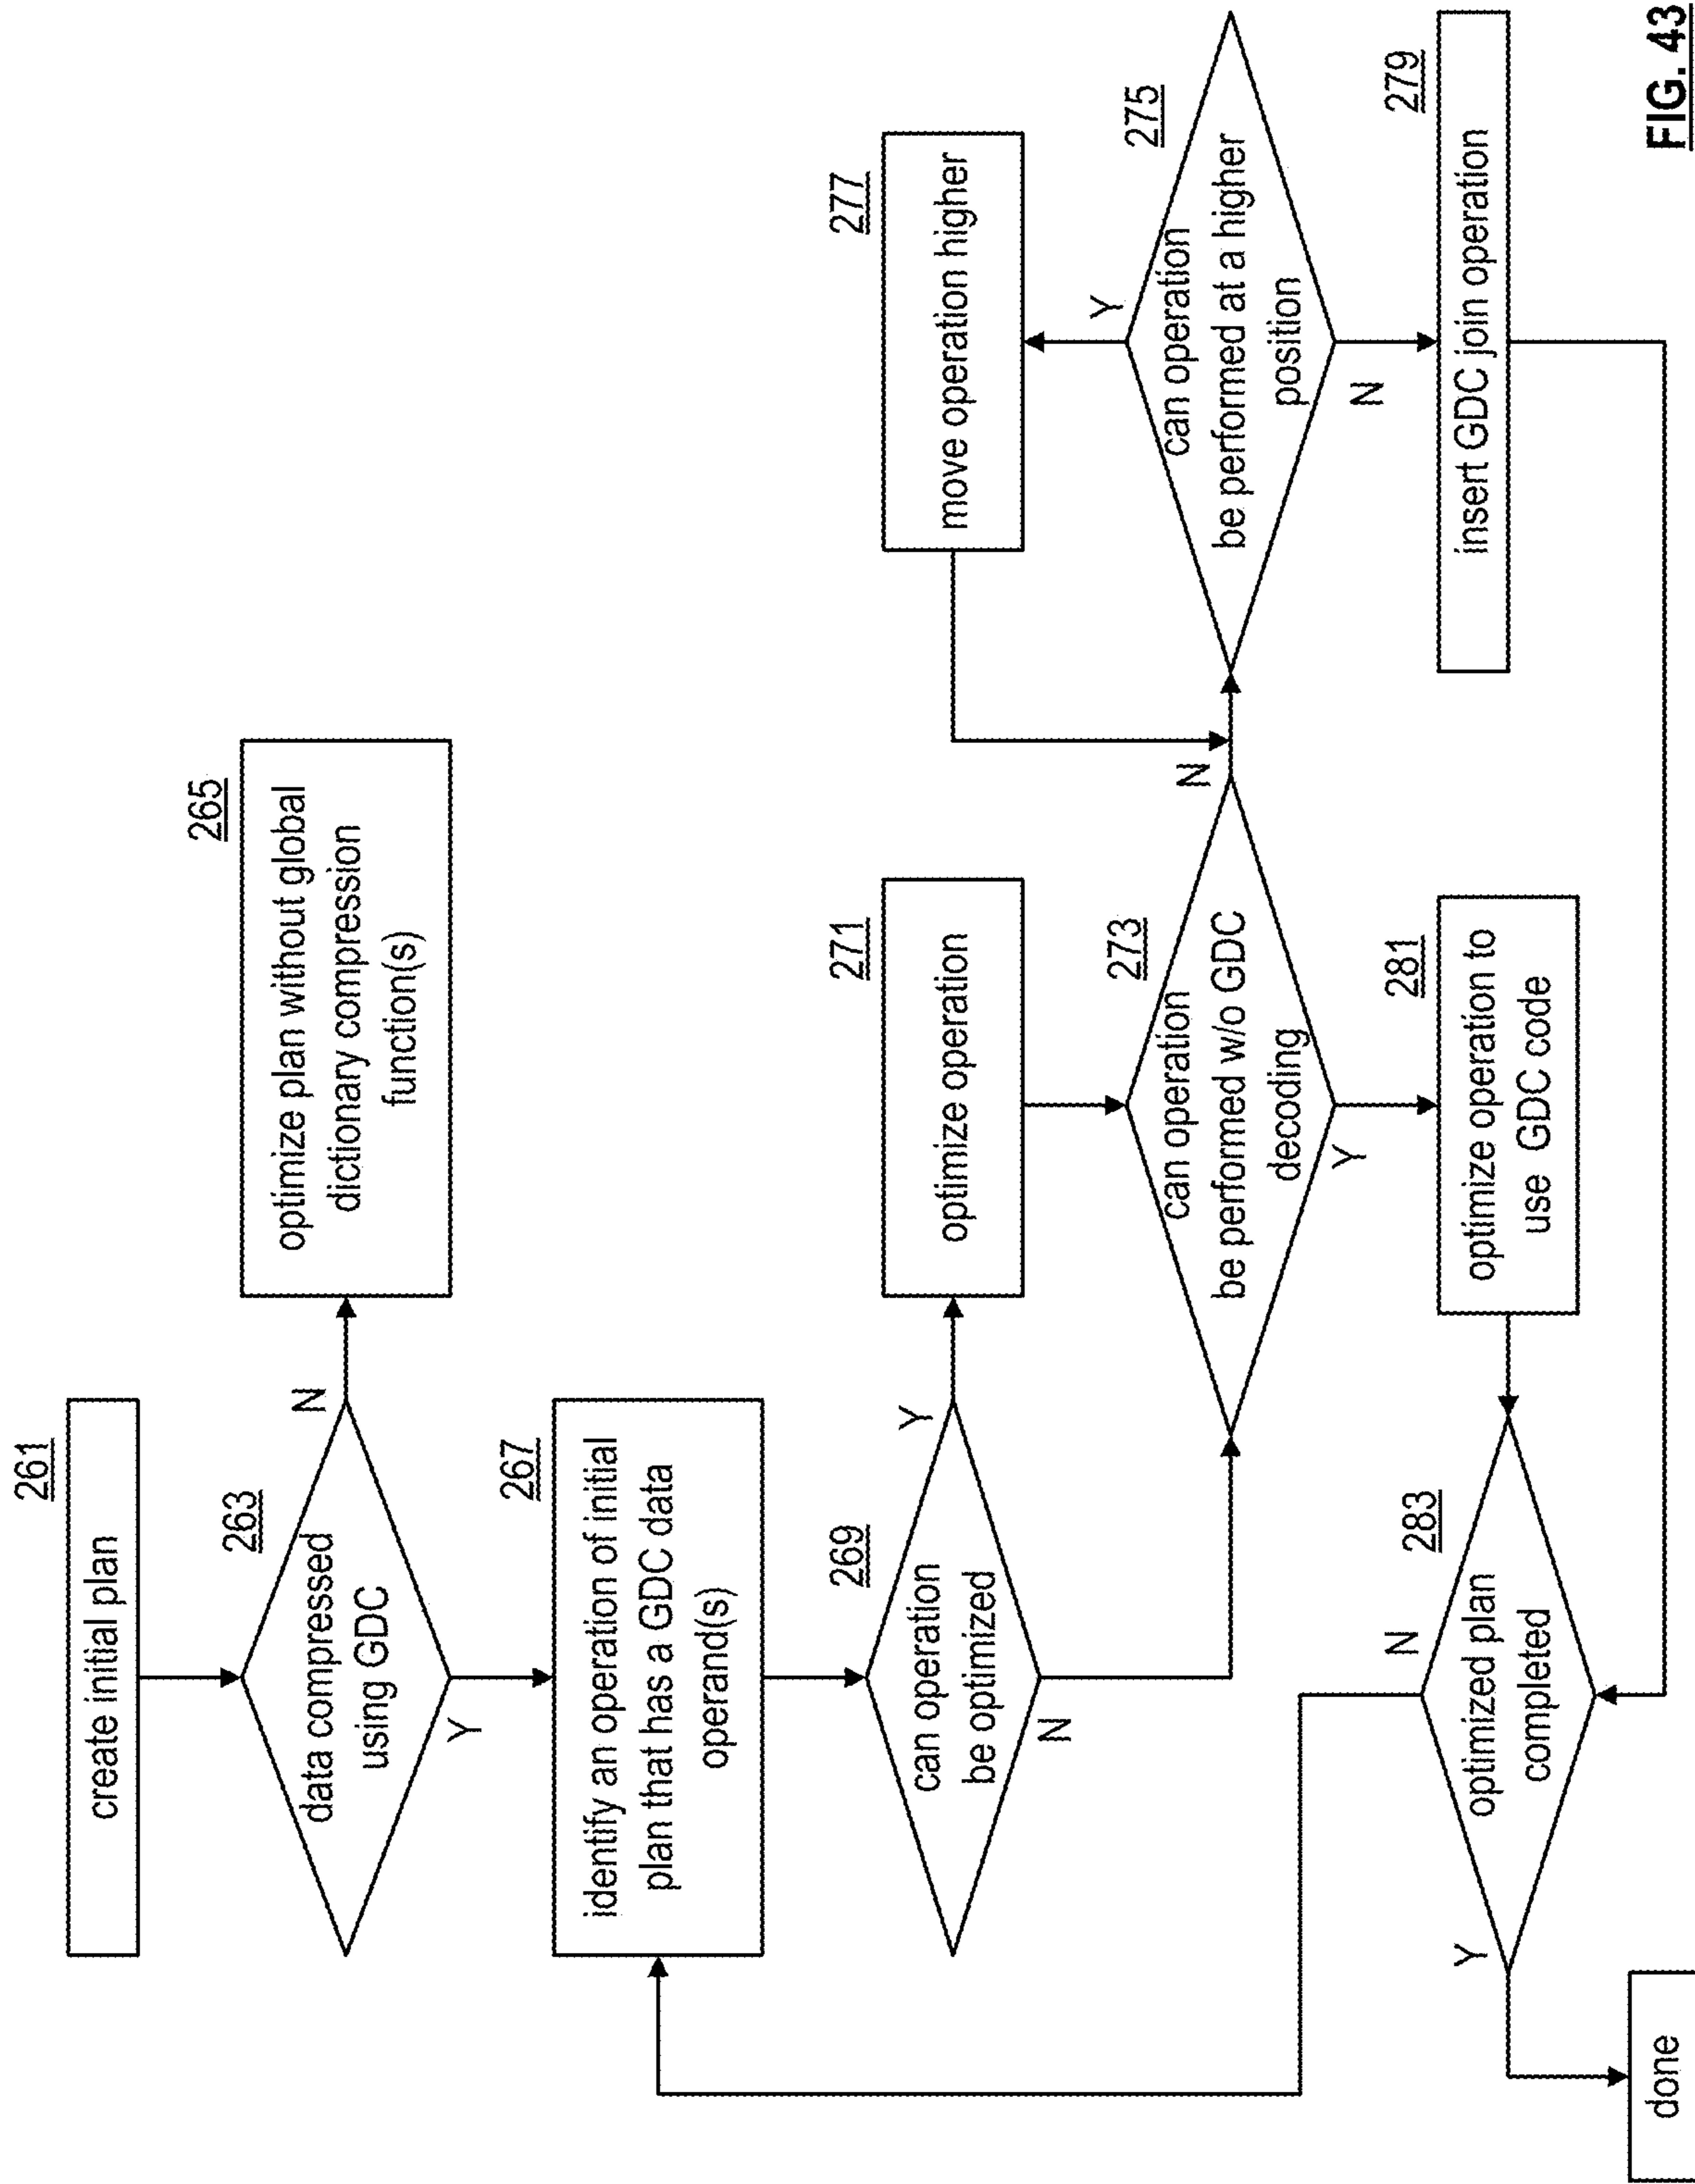 261
create initial plan
263
data compressed
using GDC
N
Y
265
optimize plan without global
dictionary compression
function(s)
267
identify an operation of initial
plan that has a GDC data
operand(s)
269
can operation
be optimized
Y
N
271
optimize operation
273
can operation
be performed w/o GDC
decoding
N
Y
277
move operation higher
275
can operation
be performed at a higher
position
Y
N
279
insert GDC join operation
281
optimize operation to
use GDC code
283
optimized plan
completed
N
Y
done
FIG. 43